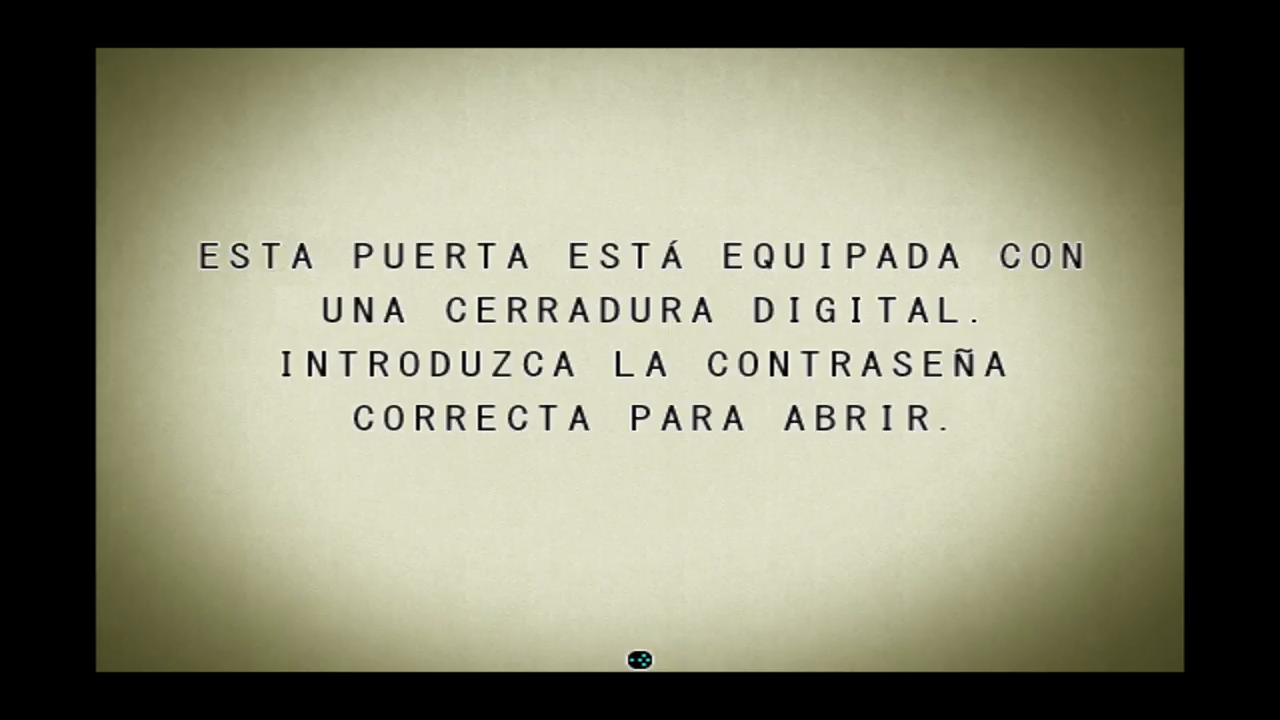 ESTA PUERTA ESTÁ EQUIPADA CON
UNA CERRADURA DIGITAL.
INTRODUZCA LA CONTRASEÑA
CORRECTA PARA ABRIR.